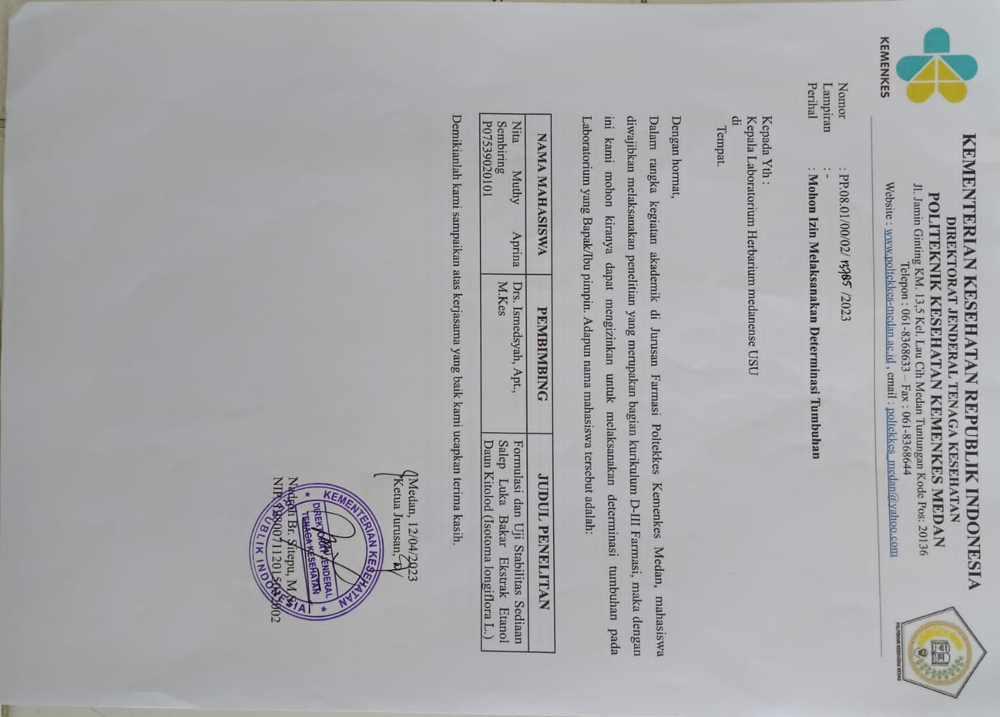 KEMENKES
KEMENTERIAN KESEHATAN REPUBLIK INDONESIA
DIREKTORAT JENDERAL TENAGA KESEHATAN
POLITEKNIK KESEHATAN KEMENKES MEDAN
Jl. Jamin Ginting KM. 13,5 Kel. Lau Cih Medan Tuntungan Kode Pos: 20136
Telepon : 061-8368633 – Fax : 061-8368644
Website : www.poltekkes-medan.ac.id , email : poltekkes_medan@yahoo.com
POLITEKNIK KESEHATAN MEDAN
Nomor : PP.08.01/00/02/ /2023
Lampiran : -
Perihal : Mohon Izin Melaksanakan Determinasi Tumbuhan
Kepada Yth :
Kepala Laboratorium Herbarium medanense USU
di
Tempat.
Dengan hormat,
Dalam rangka kegiatan akademik di Jurusan Farmasi Poltekkes Kemenkes Medan, mahasiswa
diwajibkan melaksanakan penelitian yang merupakan bagian kurikulum D-III Farmasi, maka dengan
ini kami mohon kiranya dapat mengizinkan untuk melaksanakan determinasi tumbuhan pada
Laboratorium yang Bapak/Ibu pimpin. Adapun nama mahasiswa tersebut adalah:
NAMA MAHASISWA PEMBIMBING JUDUL PENELITAN
Nita Muthy Aprina Drs. Ismedsyah, Apt., Formulasi dan Uji Stabilitas Sediaan
Sembiring M.Kes Salep Luka Bakar Ekstrak Etanol
P07539020101 Daun Kitolod (Isotoma longiflora L.)
Demikianlah kami sampaikan atas kerjasama yang baik kami ucapkan terima kasih.
Medan, 12/04/2023
Ketua Jurusan,
KEMENTERIAN KESEHATAN
DIREKTORAT JENDERAL
TENAGA KESEHATAN
REPUBLIK INDONESIA
Nadroh Br. Sitepu,
NIP.